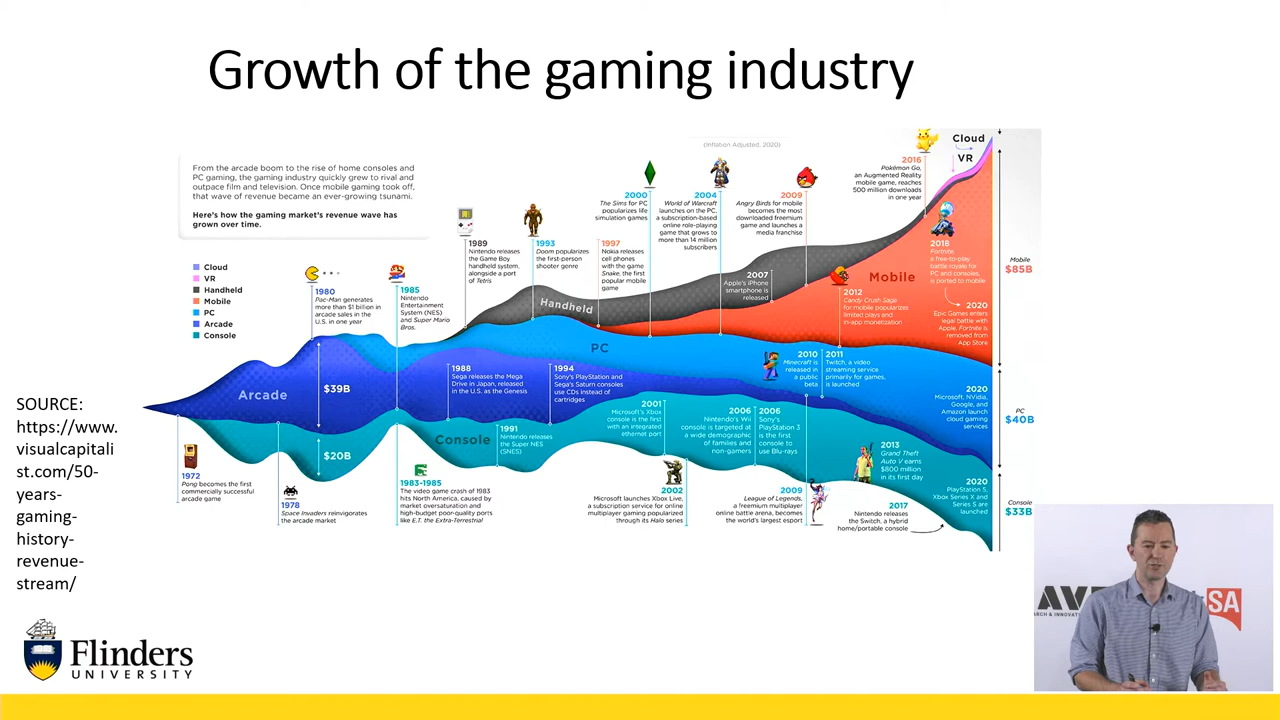 Growth of the gaming industry
From the arcade boom to the rise of home consoles and
PC gaming, the gaming industry quickly grew to rival and
outpace film and television. Once mobile gaming took off,
that wave of revenue became an ever-growing tsunami.
Here's how the gaming market's revenue wave has
grown over time.
(Inflation Adjusted, 2020)
Cloud
VR
Handheld
Mobile
PC
Arcade
Console
1980
Pac-Man generates
more than $1 billion in
arcade sales in the
U.S. in one year
1985
Nintendo
Entertainment
System (NES)
and Super Mario
Bros.
1989
Nintendo releases
the Game Boy
handheld system,
alongside a port
of Tetris
1993
Doom popularizes
the first-person
shooter genre
1997
Nokia releases
cell phones
with the game
Snake, the first
popular mobile
game
2000
The Sims for PC
popularizes life
simulation games
2004
World of Warcraft
launches on the PC,
a subscription-based
online role-playing
game that grows to
more than 14 million
subscribers
2009
Angry Birds for mobile
becomes the most
downloaded freemium
game and launches a
media franchise
2016
Pokémon Go,
an Augmented Reality
mobile game, reaches
500 million downloads
in one year
Cloud
VR
2007
Apple's iPhone
smartphone is
released
Handheld
Mobile
2018
Fortnite,
a free-to-play
battle royale for
PC and consoles,
is ported to mobile
2012
Candy Crush Saga
for mobile popularizes
limited plays and
in-app monetization
2020
Epic Games enters
legal battle with
Apple, Fortnite is
removed from
App Store
Mobile
$85B
PC
2010
Minecraft is
released in
a public
beta
2011
Twitch, a video
streaming service
primarily for games,
is launched
1988
Sega releases the Mega
Drive in Japan, released
in the U.S. as the Genesis
1994
Sony's PlayStation and
Sega's Saturn consoles
use CDs instead of
cartridges
Arcade
$39B
2020
Microsoft, NVidia,
Google, and
Amazon launch
cloud gaming
services
PC
$40B
2001
Microsoft's Xbox
console is the first
with an integrated
ethernet port
2006
Nintendo's Wii
console is targeted at
a wide demographic
of families and
non-gamers
2006
Sony's
PlayStation 3
is the first
console to
use Blu-rays
Console
1991
Nintendo releases
the Super NES
(SNES)
$20B
2013
Grand Theft
Auto V earns
$800 million
in its first day
2020
PlayStation 5,
Xbox Series X and
Series S are
launched
Console
$33B
1972
Pong becomes the first
commercially successful
arcade game
1978
Space Invaders reinvigorates
the arcade market
1983-1985
The video game crash of 1983
hits North America, caused by
market oversaturation and
high-budget poor-quality ports
like E.T. the Extra-Terrestrial
2002
Microsoft launches Xbox Live,
a subscription service for online
multiplayer gaming popularized
through its Halo series
2009
League of Legends,
a freemium multiplayer
online battle arena, becomes
the world's largest esport
2017
Nintendo releases
the Switch, a hybrid
home/portable console
SOURCE:
https://www.
visualcapitali
st.com/50-
years-
gaming-
history-
revenue-
stream/
Flinders
UNIVERSITY
SA